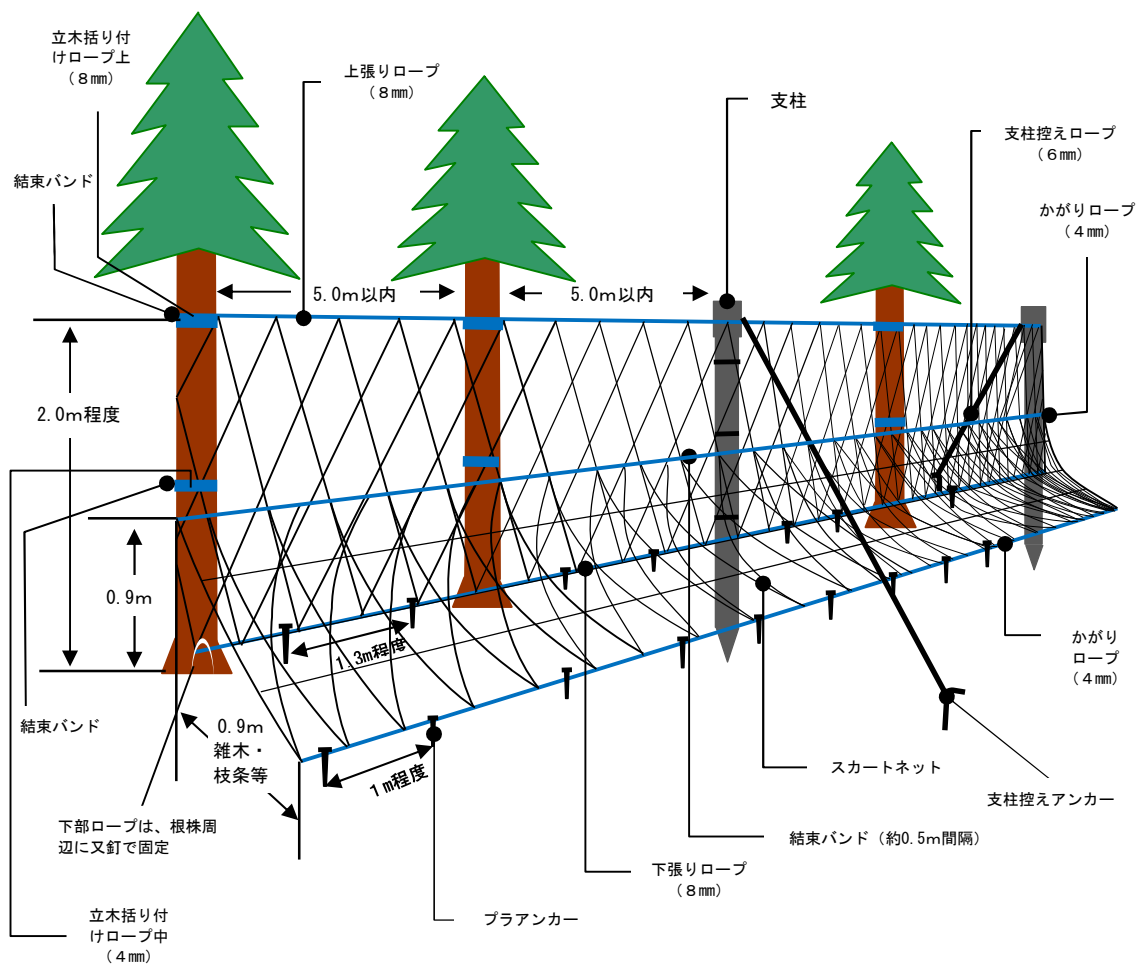 立木括り付
けロープ上
(8㎜)
上張りロープ
(8㎜)
支柱
支柱控えロープ
(6㎜)
結束バンド
かがりロープ
(4㎜)
5.0m以内
5.0m以内
2.0m程度
0.9m
1.3m程度
かがり
ロープ
(4㎜)
結束バンド
0.9m
雑木・
枝条等
1m程度
スカートネット
支柱控えアンカー
下部ロープは、根株周
辺に又釘で固定
結束バンド(約0.5m間隔)
下張りロープ
(8㎜)
プラアンカー
立木括り付
けロープ中
(4㎜)